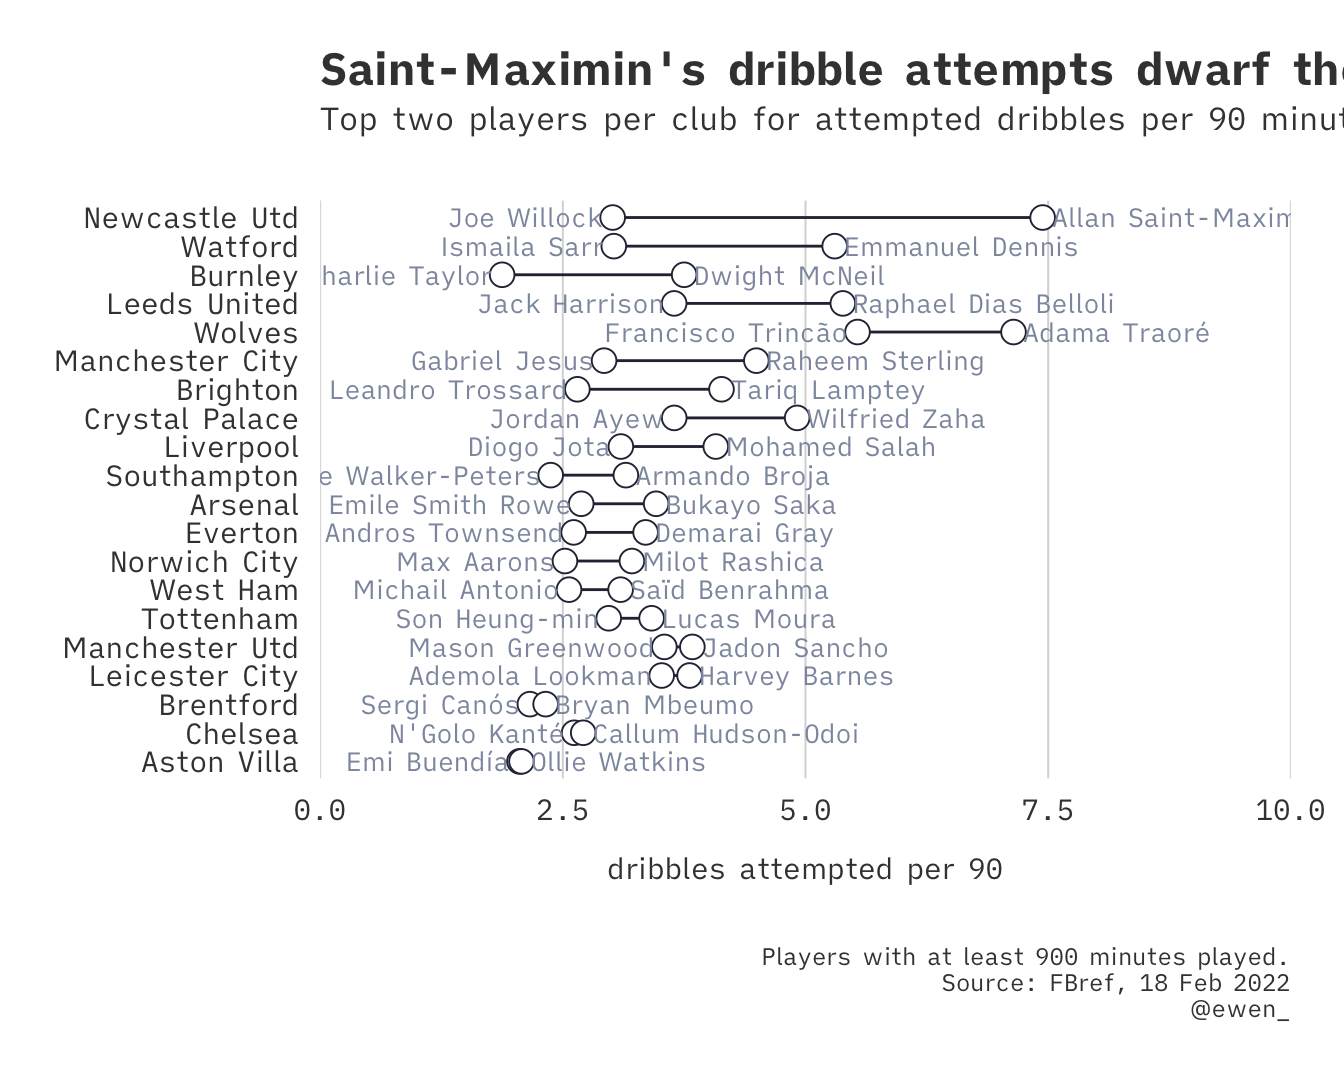 Saint-Maximin's dribble attempts dwarf
Top two players per club for attempted dribbles per 90
Newcastle Utd Joe Willock Allan
Watford Ismaila Sarr Emmanuel Dennis
Burnley Taylor Dwight McNeil
Leeds United Jack Harrison Raphael Dias Belloli
Wolves Francisco Trincão Adama Traoré
Manchester City Gabriel Jesus Raheem Sterling
Brighton Leandro Trossard Tariq Lamptey
Crystal Palace Jordan Ayew Wilfried Zaha
Liverpool Diogo Jota Mohamed Salah
Southampton Walker-Peters Armando Broja
Arsenal Emile Smith Rowe Bukayo Saka
Everton Andros Townsend Demarai Gray
Norwich City Max Aarons Milot Rashica
West Ham Michail Antonio Saïd Benrahma
Tottenham Son Heung-min Lucas Moura
Manchester Utd Mason Greenwood Jadon Sancho
Leicester City Ademola Lookman Harvey Barnes
Brentford Sergi Canós Bryan Mbeumo
Chelsea N'Golo Kanté Callum Hudson-Odoi
Aston Villa Emi Buendía Ollie Watkins
0.0 2.5 5.0 7.5 10.0
dribbles attempted per 90
Players with at least 900 minutes played.
Source: FBref, 18 Feb 2022
@ewen_